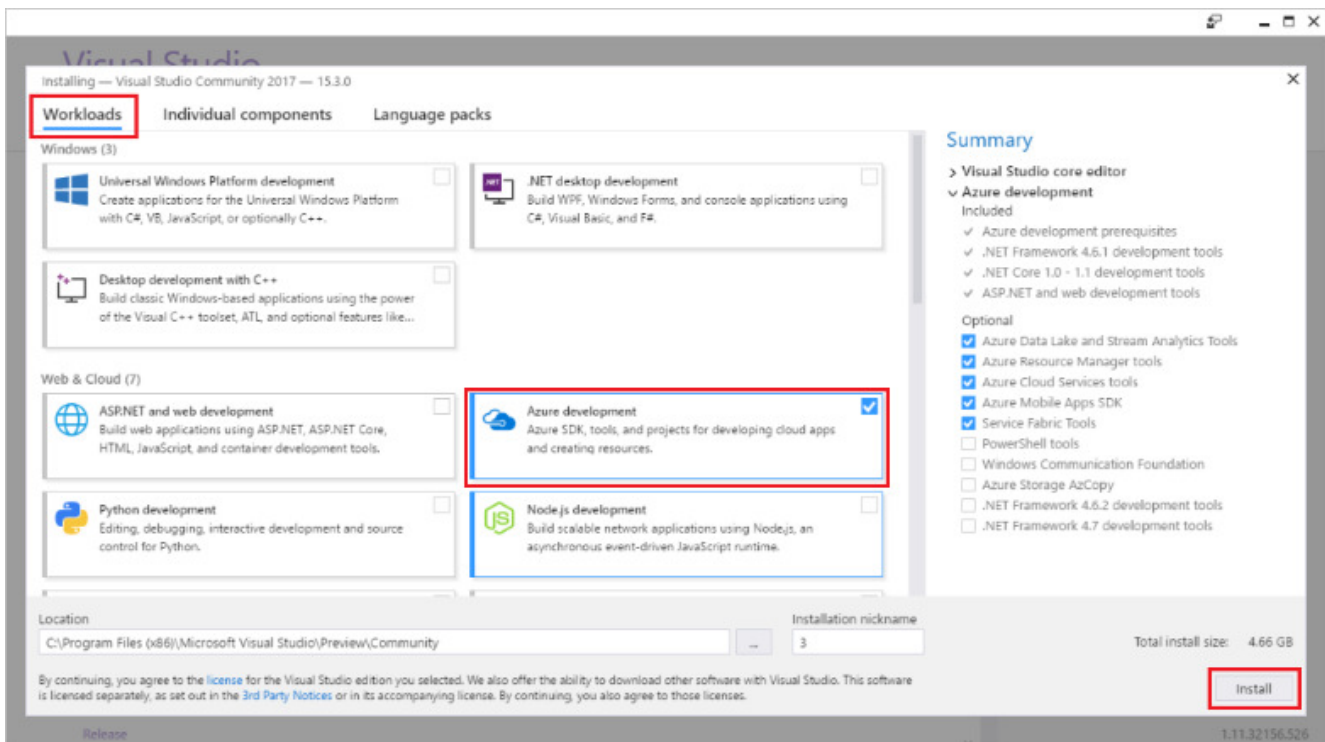 Visual Studio
Installing — Visual Studio Community 2017 — 15.3.0
Workloads
Individual components
Language packs
Windows (3)
Universal Windows Platform development
Create applications for the Universal Windows Platform
with C#, VB, JavaScript, or optionally C++.
.NET
.NET desktop development
Build WPF, Windows Forms, and console applications using
C#, Visual Basic, and F#.
Desktop development with C++
Build classic Windows-based applications using the power
of the Visual C++ toolset, ATL, and optional features like...
Web & Cloud (7)
ASP.NET and web development
Build web applications using ASP.NET, ASP.NET Core,
HTML, JavaScript, and container development tools.
Azure development
Azure SDK, tools, and projects for developing cloud apps
and creating resources.
Python development
Editing, debugging, interactive development and source
control for Python.
JS
Node.js development
Build scalable network applications using Node.js, an
asynchronous event-driven JavaScript runtime.
Summary
Visual Studio core editor
Azure development
Included
Azure development prerequisites
.NET Framework 4.6.1 development tools
.NET Core 1.0 - 1.1 development tools
ASP.NET and web development tools
Optional
Azure Data Lake and Stream Analytics Tools
Azure Resource Manager tools
Azure Cloud Services tools
Azure Mobile Apps SDK
Service Fabric Tools
PowerShell tools
Windows Communication Foundation
Azure Storage AzCopy
.NET Framework 4.6.2 development tools
.NET Framework 4.7 development tools
Location
C:\Program Files (x86)\Microsoft Visual Studio\Preview\Community
...
Installation nickname
3
Total install size: 4.66 GB
By continuing, you agree to the license for the Visual Studio edition you selected. We also offer the ability to download other software with Visual Studio. This software
is licensed separately, as set out in the 3rd Party Notices or in its accompanying license. By continuing, you also agree to those licenses.
Install
Release
1.11.32156.526